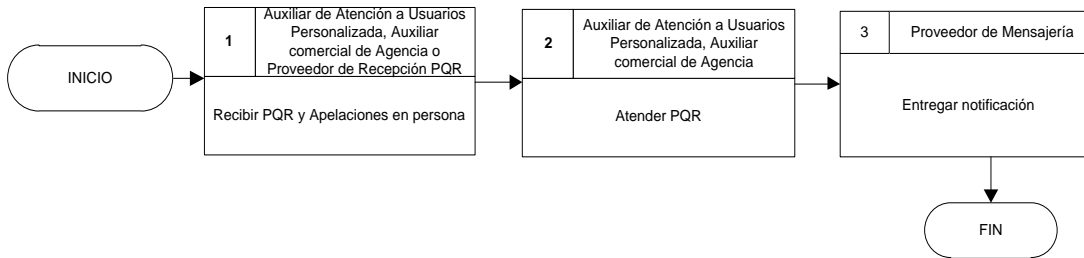 INICIO
1
Auxiliar de Atención a Usuarios
Personalizada, Auxiliar
comercial de Agencia o
Proveedor de Recepción PQR
Recibir PQR y Apelaciones en persona
2
Auxiliar de Atención a Usuarios
Personalizada, Auxiliar
comercial de Agencia
Atender PQR
3
Proveedor de Mensajería
Entregar notificación
FIN